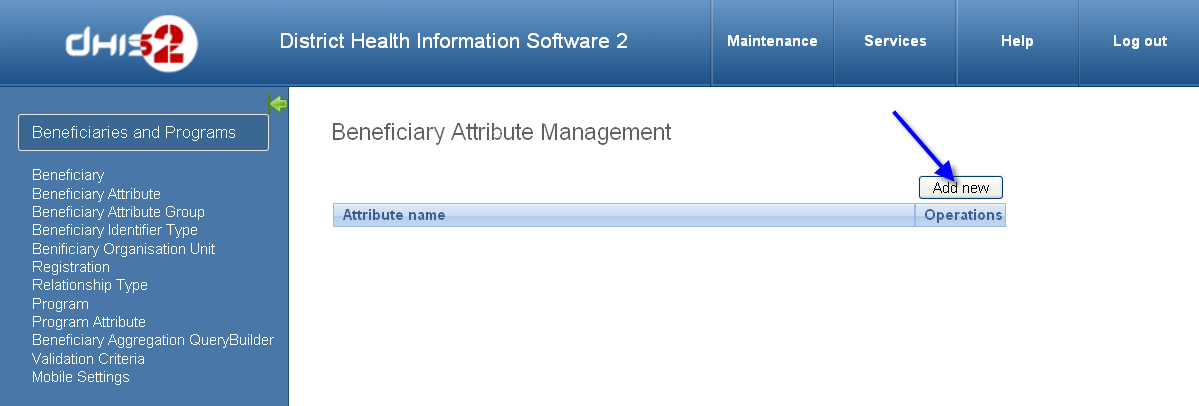 dHIS2
District Health Information Software 2
Maintenance
Services
Help
Log out
Beneficiaries and Programs
Beneficiary
Beneficiary Attribute
Beneficiary Attribute Group
Beneficiary Identifier Type
Benificiary Organisation Unit
Registration
Relationship Type
Program
Program Attribute
Beneficiary Aggregation QueryBuilder
Validation Criteria
Mobile Settings
Beneficiary Attribute Management
Add new
Attribute name Operations